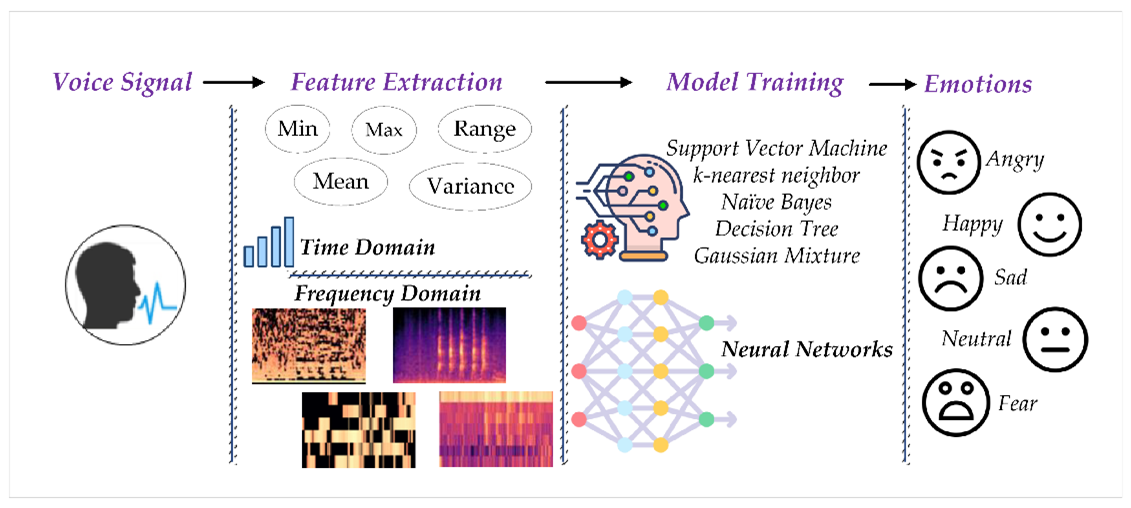 Voice Signal
Feature Extraction
Model Training
Emotions
Min
Max
Range
Mean
Variance
Time Domain
Frequency Domain
Support Vector Machine
k-nearest neighbor
Naïve Bayes
Decision Tree
Gaussian Mixture
Neural Networks
Angry
Happy
Sad
Neutral
Fear